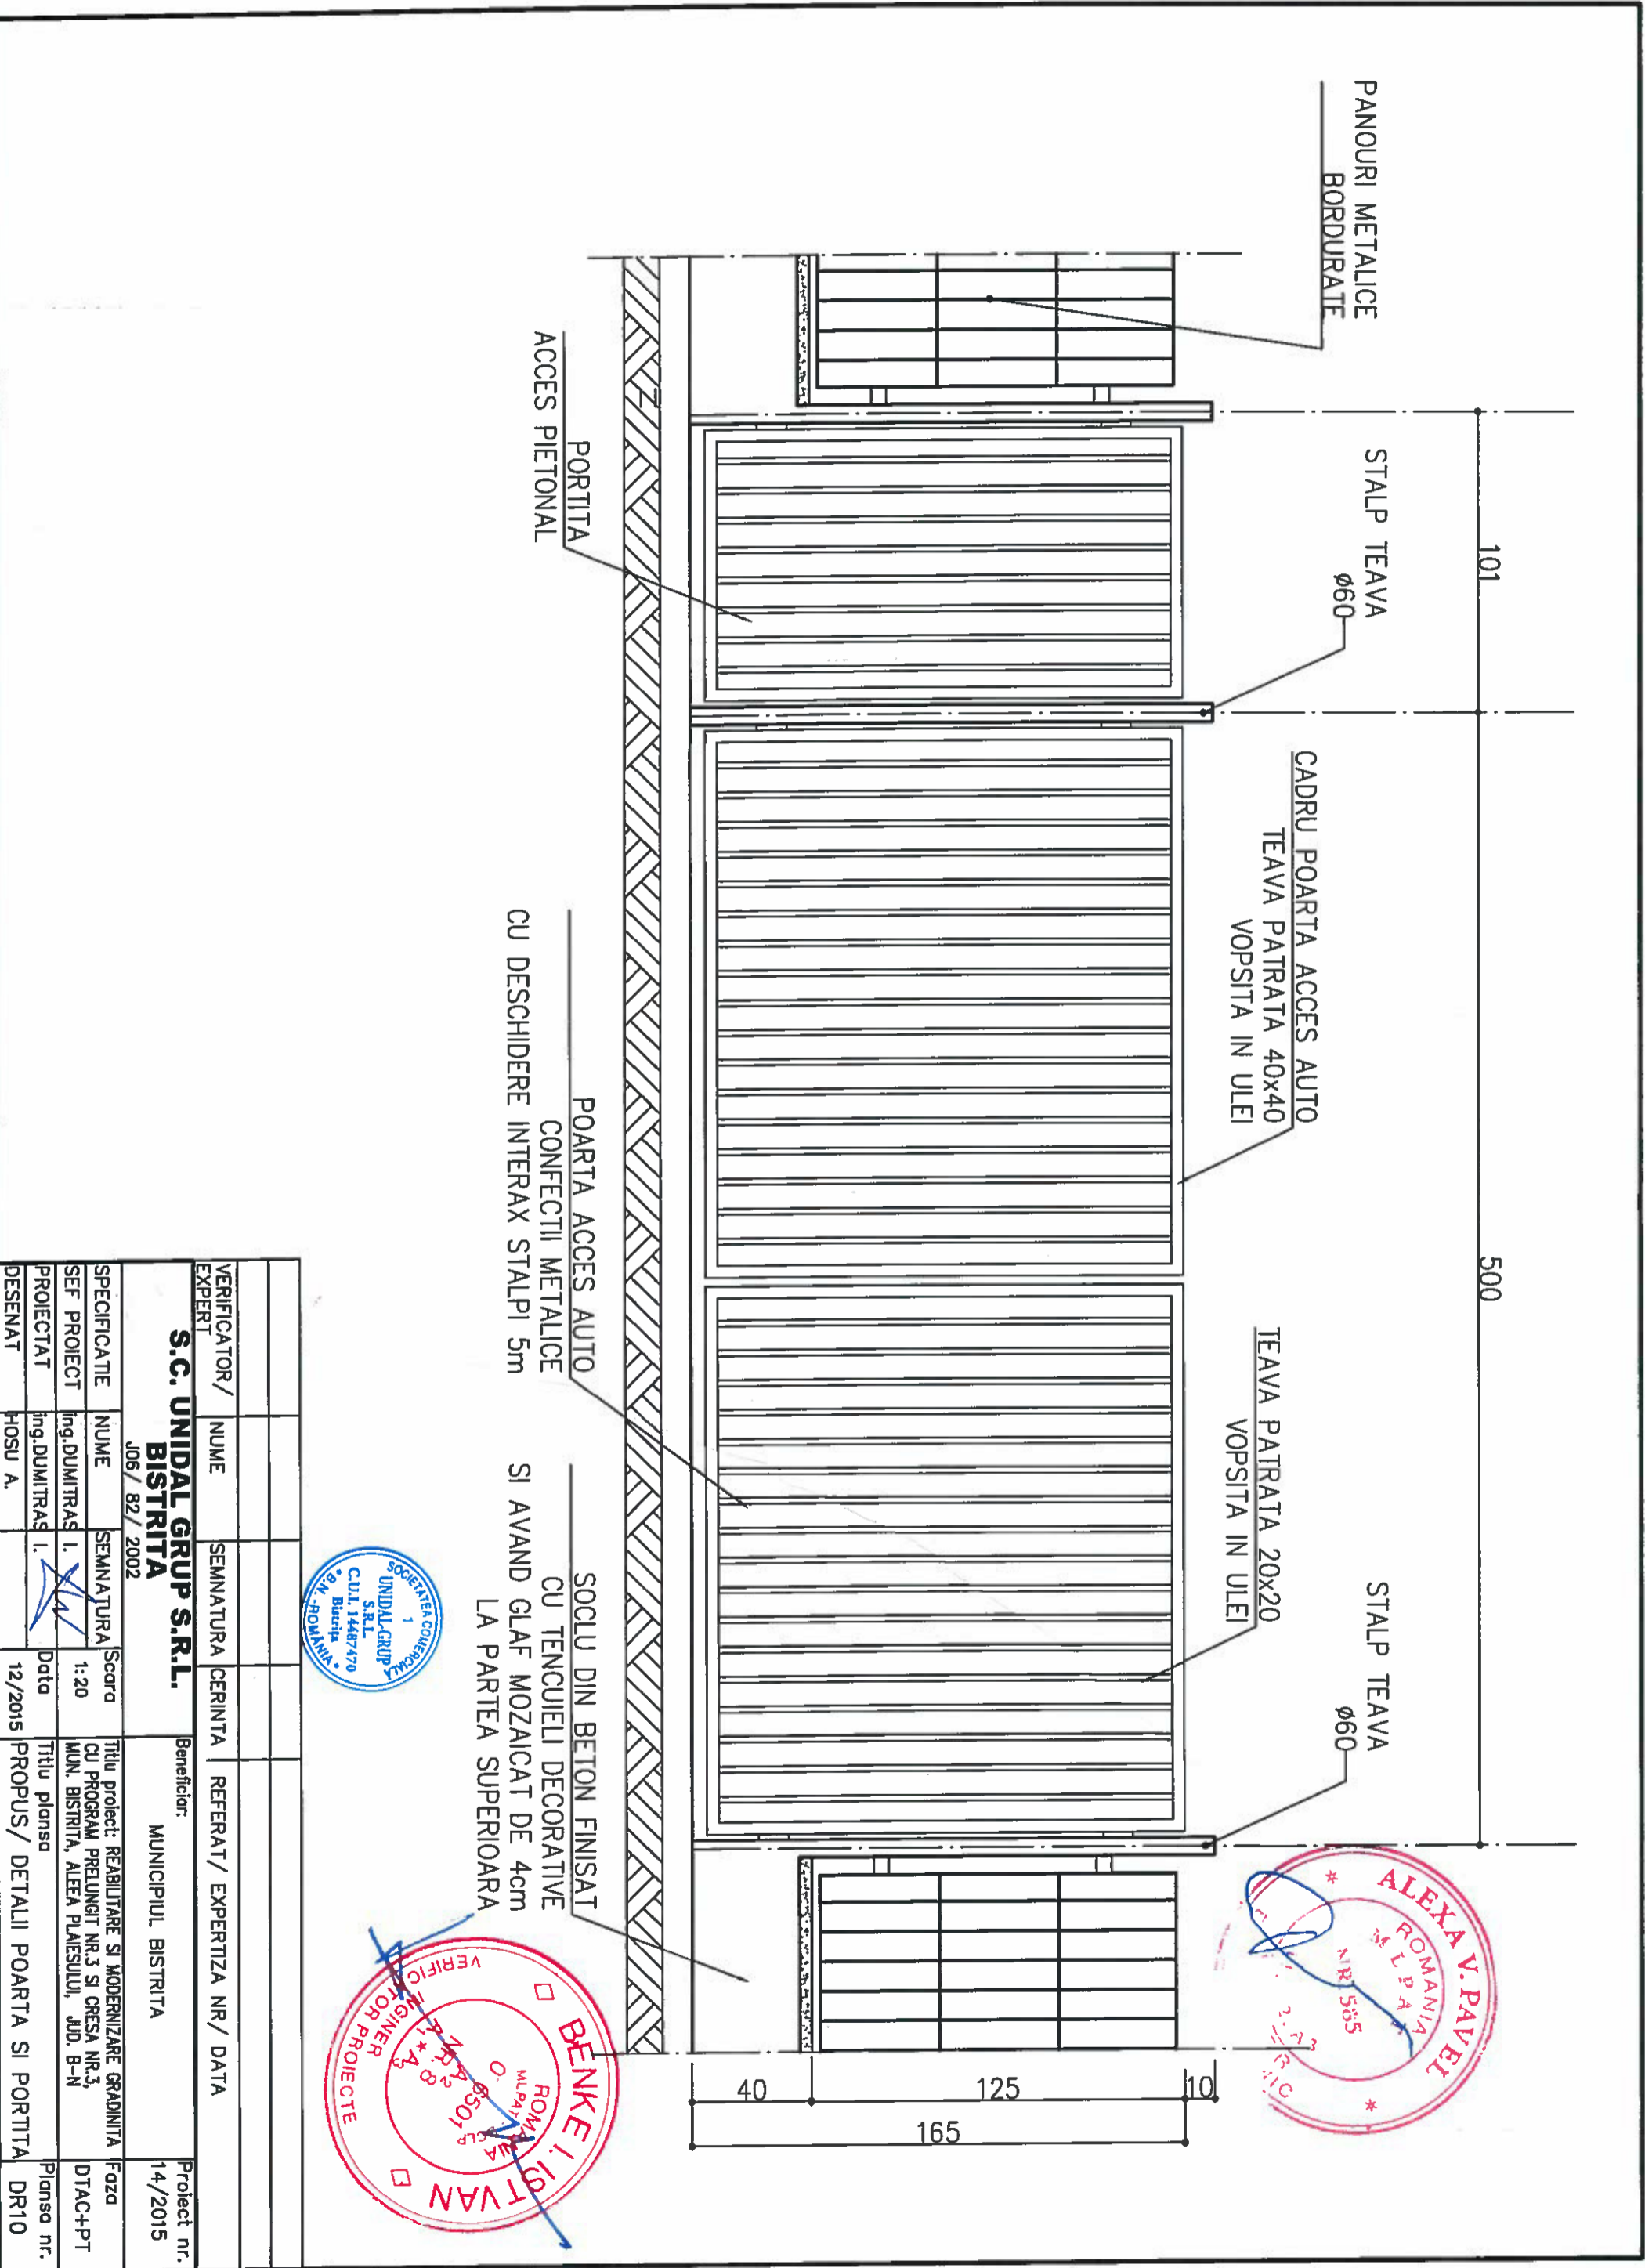 PANOURI METALICE
BORDURATE
101
500
STALP TEAVA
Ø60
CADRU POARTA ACCES AUTO
TEAVA PATRATA 40x40
VOPSITA IN ULEI
TEAVA PATRATA 20x20
VOPSITA IN ULEI
STALP TEAVA
Ø60
ALEXA V. PAVEL
ROMANIA
10
125
40
165
PORTITA
ACCES PIETONAL
POARTA ACCES AUTO
CONFECTII METALICE
CU DESCHIDERE INTERAX STALPI 5m
SOCLU DIN BETON FINISAT
CU TENCUIELI DECORATIVE
SI AVAND GLAF MOZAICAT DE 4cm
LA PARTEA SUPERIOARA
BENKE I. ISTVAN
INGINER
SOCIETATEA COMERCIALĂ
1
UNIDAL-GRUP
S.R.L.
C.U.I. 14487470
Bistrița
B.N.-ROMÂNIA
VERIFICATOR/
EXPERT
NUME
SEMNATURA
CERINTA
REFERAT/ EXPERTIZA NR/ DATA
S.C. UNIDAL GRUP S.R.L.
BISTRITA
J06/ 82/ 2002
Beneficiar:
MUNICIPIUL BISTRITA
Proiect nr.
14/2015
SPECIFICATIE
NUME
SEMNATURA
Scara
1:20
Titlu proiect: REABILITARE SI MODERNIZARE GRADINITA
CU PROGRAM PRELUNGIT NR.3 SI CRESA NR.3,
MUN. BISTRITA, ALEEA PLAIESULUI, JUD. B-N
Faza
DTAC+PT
SEF PROIECT
ing.DUMITRAS I.
PROIECTAT
ing.DUMITRAS I.
Data
12/2015
Titlu plansa
PROPUS/ DETALII POARTA SI PORTITA
Plansa nr.
DR10
DESENAT
HOSU A.